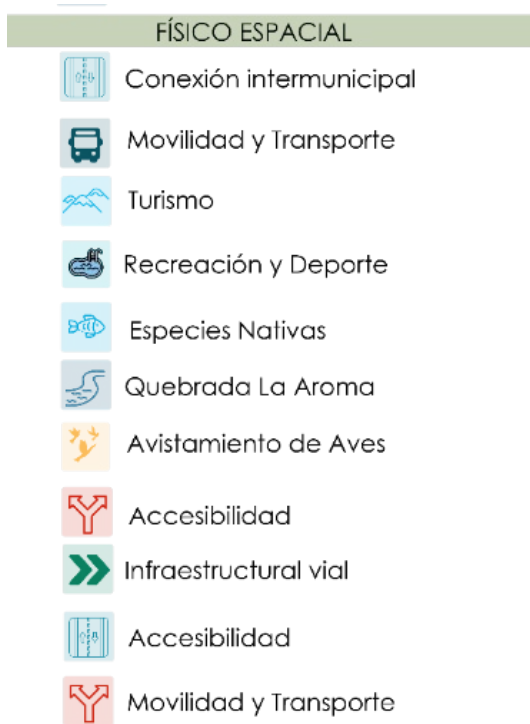 FÍSICO ESPACIAL
Conexión intermunicipal
Movilidad y Transporte
Turismo
Recreación y Deporte
Especies Nativas
Quebrada La Aroma
Avistamiento de Aves
Accesibilidad
Infraestructural vial
Accesibilidad
Movilidad y Transporte